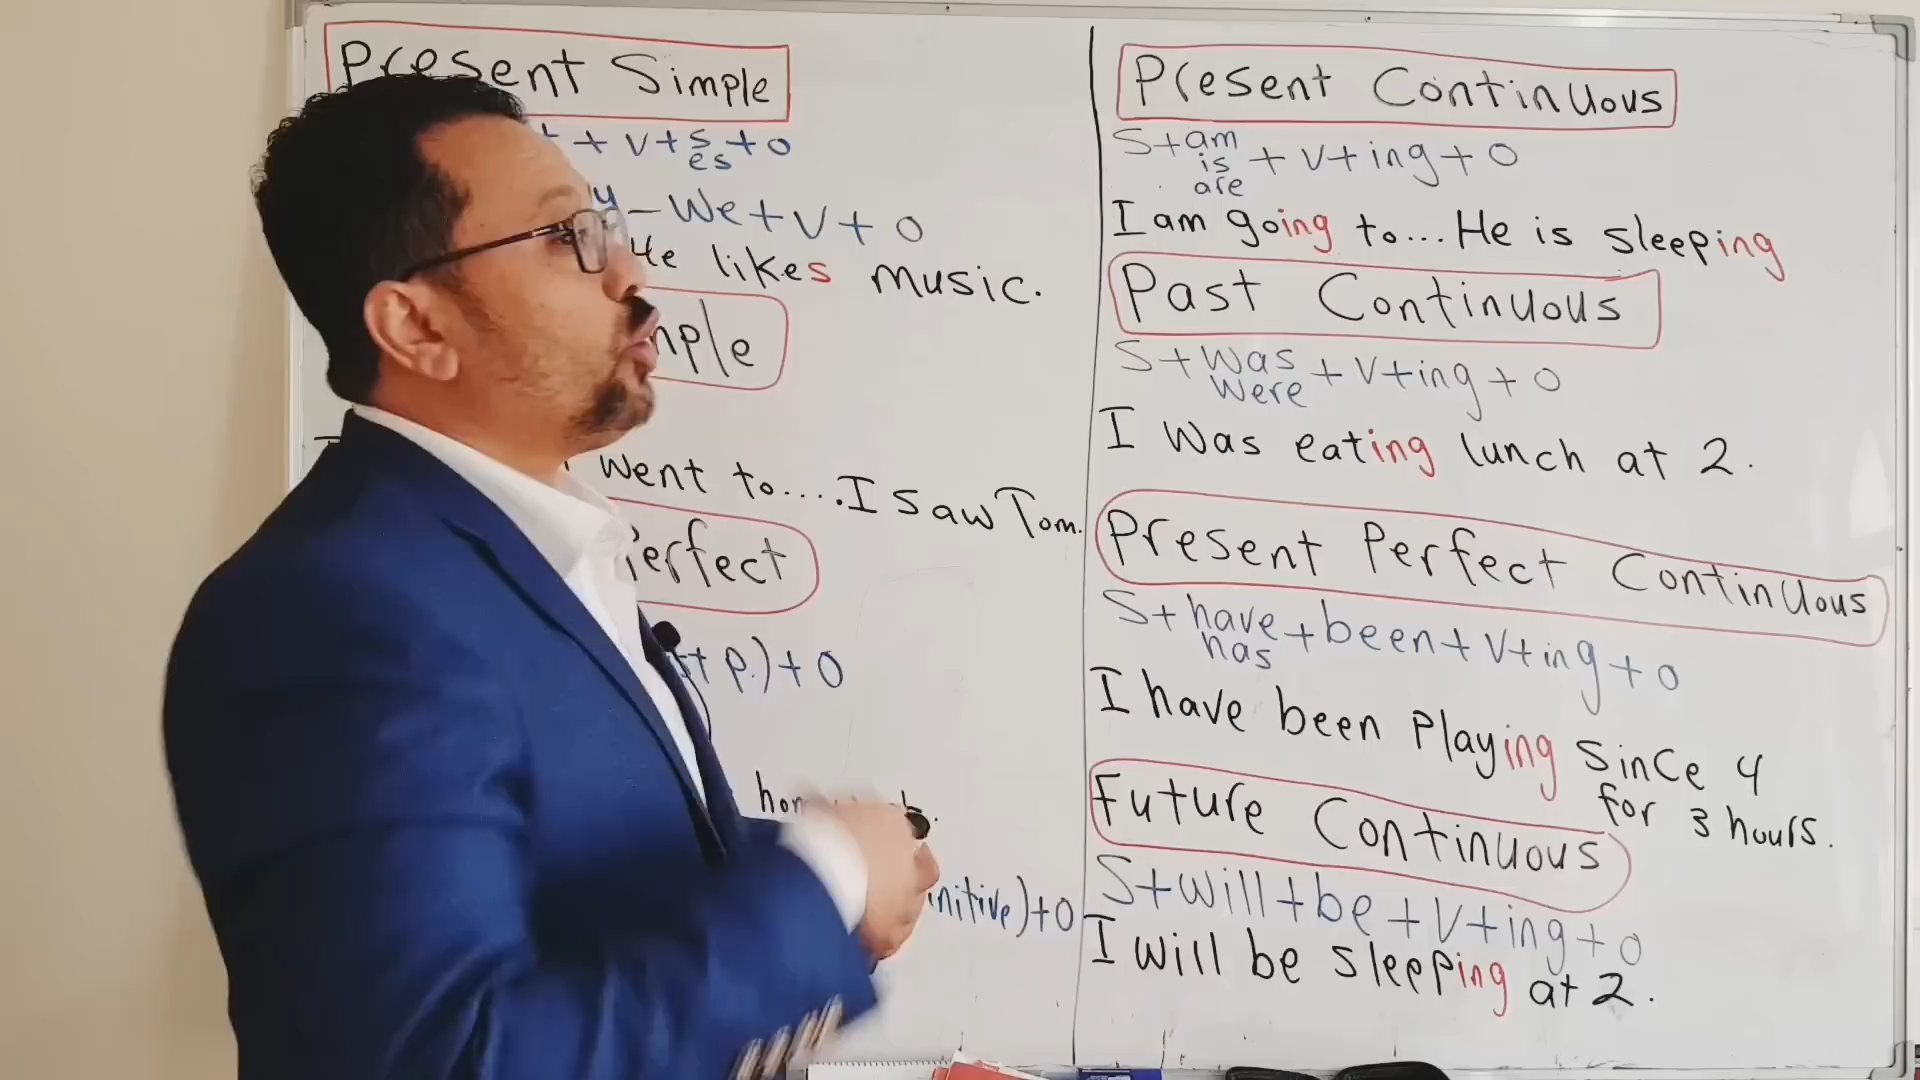 Present Simple
+ V + s + O
es
y - We + V + O
He likes music.
mple
went to.....I saw Tom.
Perfect
st p.) + O
initive) + O
Present Continuous
S + am + V + ing + O
is
are
I am going to... He is sleeping
Past Continuous
S + was + V + ing + O
were
I was eating lunch at 2.
Present Perfect Continuous
S + have + been + V + ing + O
has
I have been Playing since 4
for 3 hours.
Future Continuous
S + will + be + V + ing + O
I will be sleeping at 2.